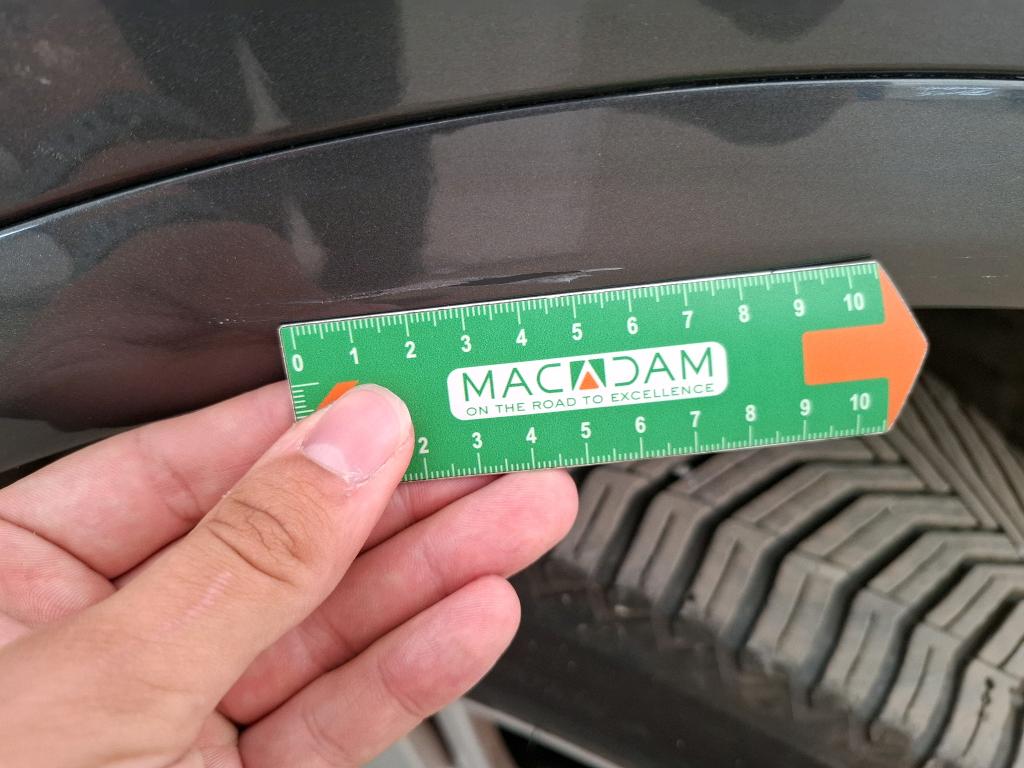 0 1 2 3 4 5 6 7 8 9 10
MACADAM
ON THE ROAD TO EXCELLENCE
2 3 4 5 6 7 8 9 10